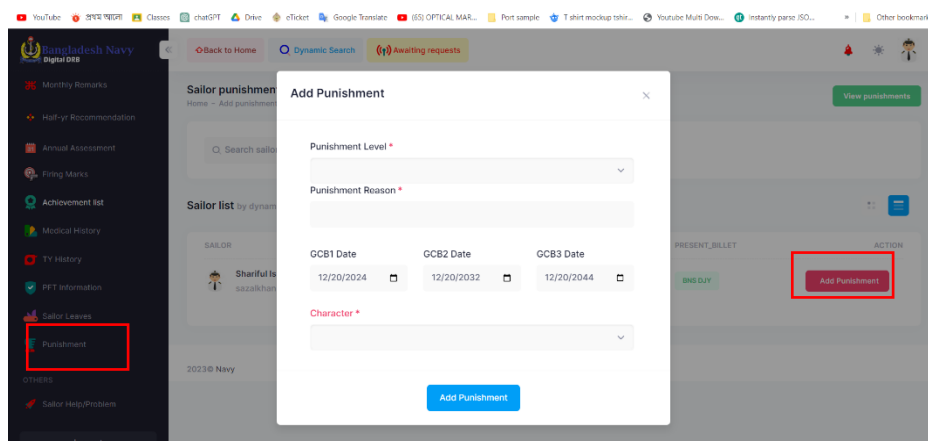 YouTube প্রথম আলো Classes chatGPT Drive eTicket Google Translate (65) OPTICAL MAR... Port sample T shirt mockup tshir... Youtube Multi Dow... Instantly parse JSO... » Other bookmark
Bangladesh Navy
Digital DRB
Back to Home Dynamic Search Awaiting requests
Monthly Remarks
Half-yr Recommendation
Annual Assessment
Firing Marks
Achievement list
Medical History
TY History
PFT Information
Sailor Leaves
Punishment
OTHERS
Sailor Help/Problem
Sailor punishmen
Home - Add punishment
View punishments
Search sailo
Sailor list by dynam
SAILOR PRESENT_BILLET ACTION
Shariful Is
sazalkhan
BNS DJY Add Punishment
2023© Navy
Add Punishment
Punishment Level *
Punishment Reason *
GCB1 Date GCB2 Date GCB3 Date
12/20/2024 12/20/2032 12/20/2044
Character *
Add Punishment